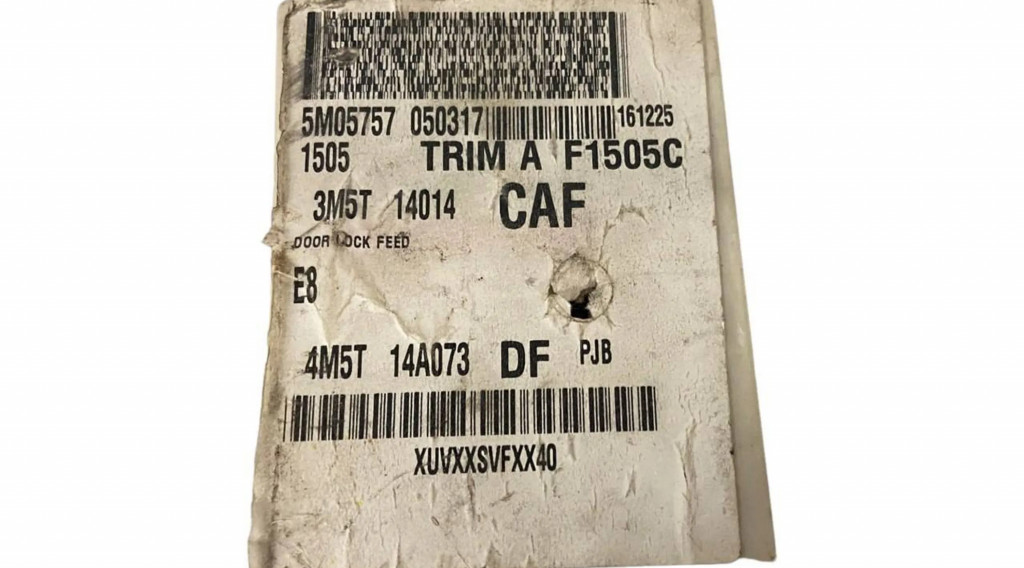 5M05757 050317 161225
1505 TRIM A F1505C
3M5T 14014 CAF
DOOR LOCK FEED
E8
4M5T 14A073 DF PJB
XUVXXSVFXX40